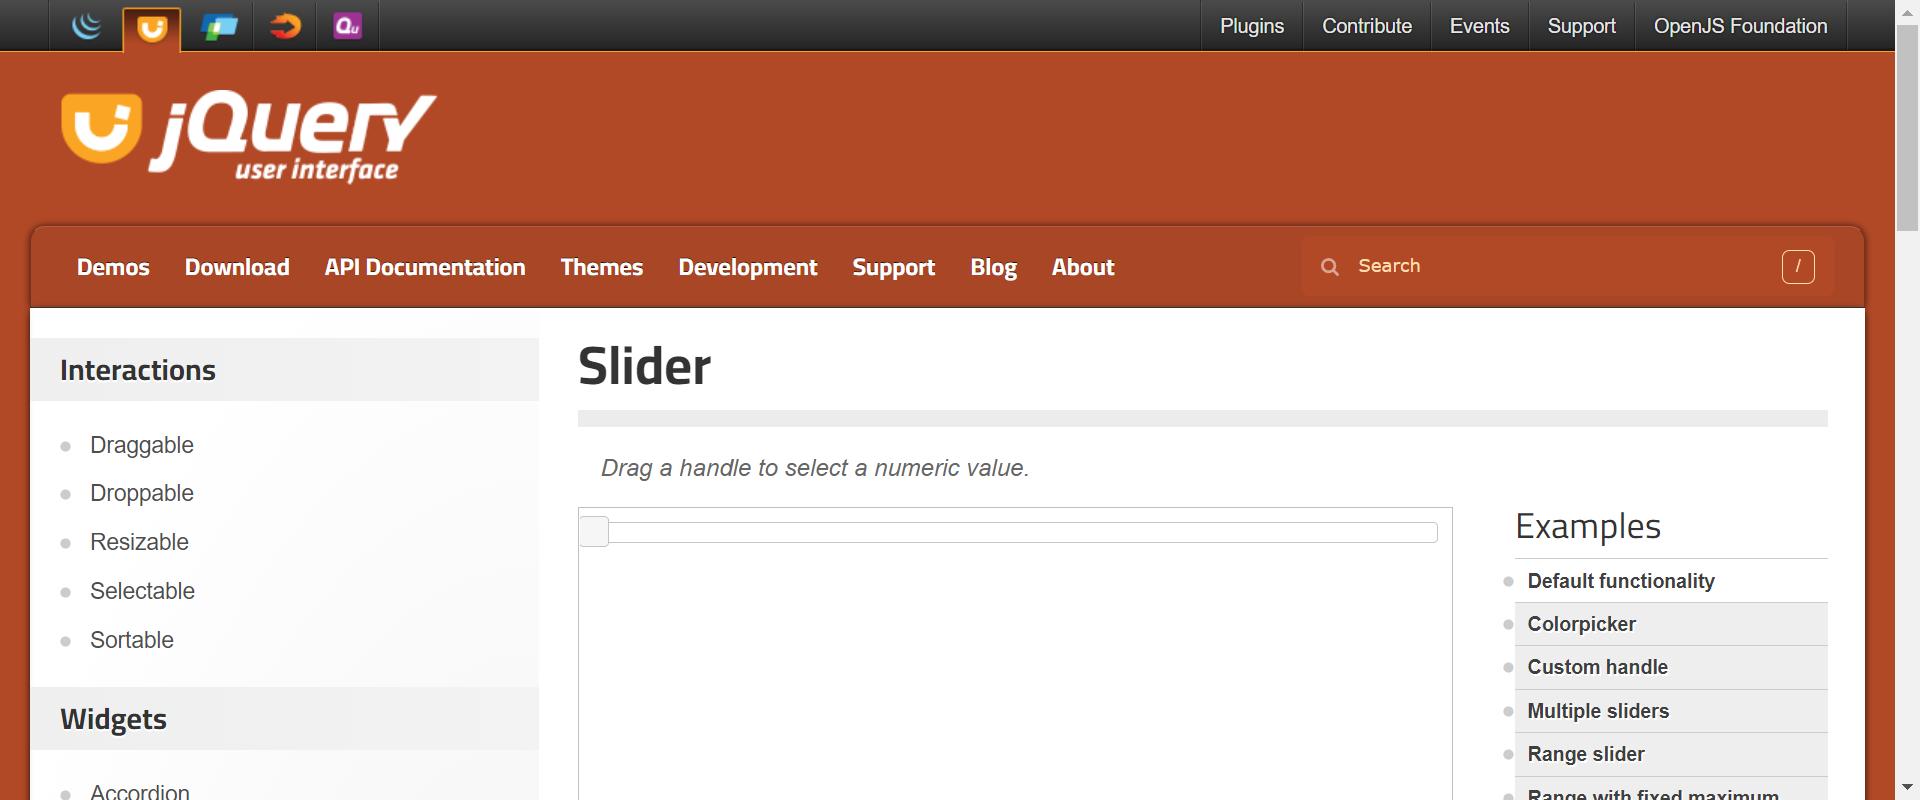 Qu
Plugins Contribute Events Support OpenJS Foundation
jQuery
user interface
Demos Download API Documentation Themes Development Support Blog About Search /
Interactions
Draggable
Droppable
Resizable
Selectable
Sortable
Widgets
Accordion
Slider
Drag a handle to select a numeric value.
Examples
Default functionality
Colorpicker
Custom handle
Multiple sliders
Range slider
Range with fixed maximum